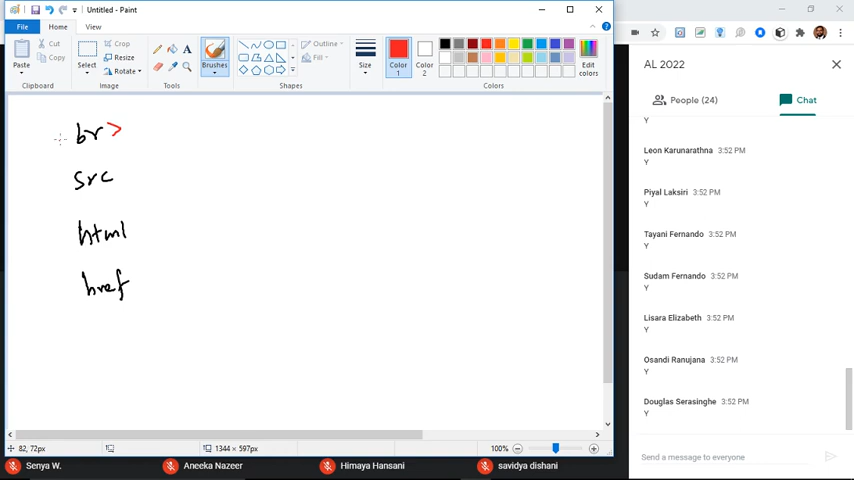 Untitled - Paint
File
Home
View
Paste
Cut
Copy
Clipboard
Select
Crop
Resize
Rotate
Image
Brushes
Tools
Shapes
Outline
Fill
Size
Color 1
Color 2
Edit colors
Colors
br>
src
html
href
82, 72px
1344 × 597px
100%
Senya W.
Aneeka Nazeer
Himaya Hansani
savidya dishani
AL 2022
People (24)
Chat
Y
Leon Karunarathna 3:52 PM
Y
Piyal Laksiri 3:52 PM
Y
Tayani Fernando 3:52 PM
Y
Sudam Fernando 3:52 PM
Y
Lisara Elizabeth 3:52 PM
Y
Osandi Ranujana 3:52 PM
Y
Douglas Serasinghe 3:52 PM
Y
Send a message to everyone